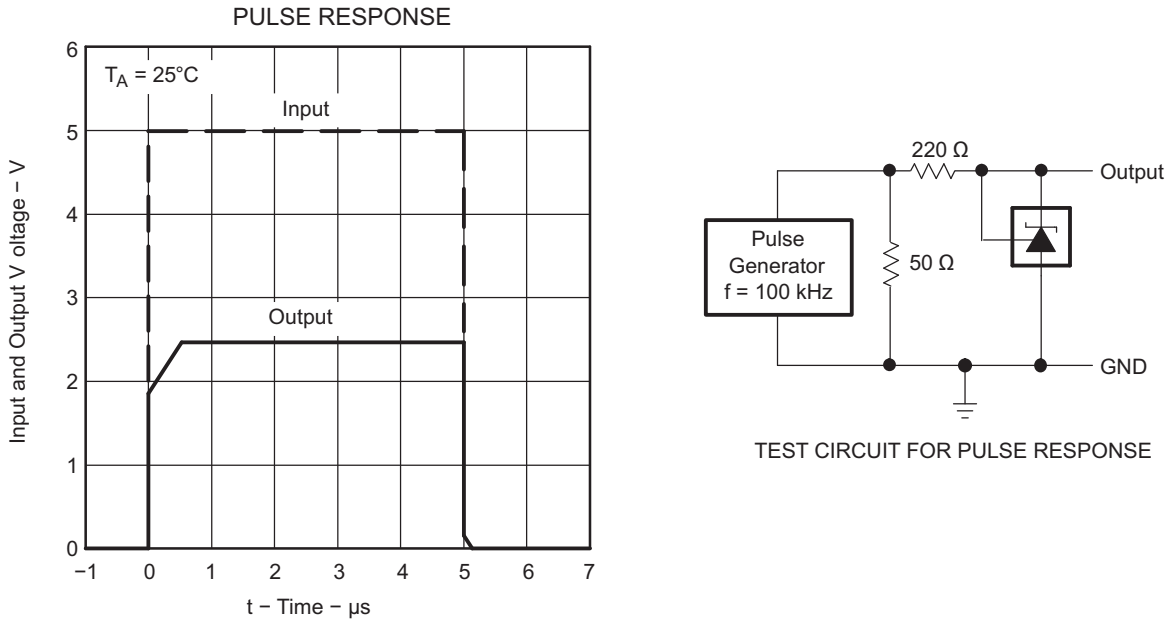 PULSE RESPONSE
6
T_A = 25°C
Input
5
4
3
Output
2
1
0
Input and Output V oltage − V
−1 0 1 2 3 4 5 6 7
t − Time − μs
220 Ω
Output
Pulse
Generator
f = 100 kHz
50 Ω
GND
TEST CIRCUIT FOR PULSE RESPONSE